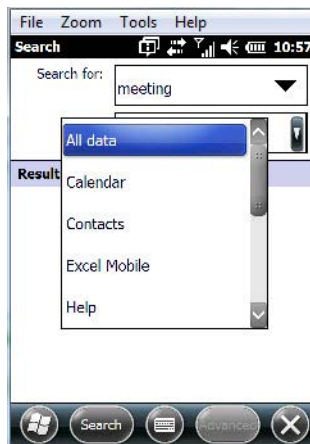 File Zoom Tools Help
Search 10:57
Search for: meeting
All data
Result
Calendar
Contacts
Excel Mobile
Help
Search Advanced